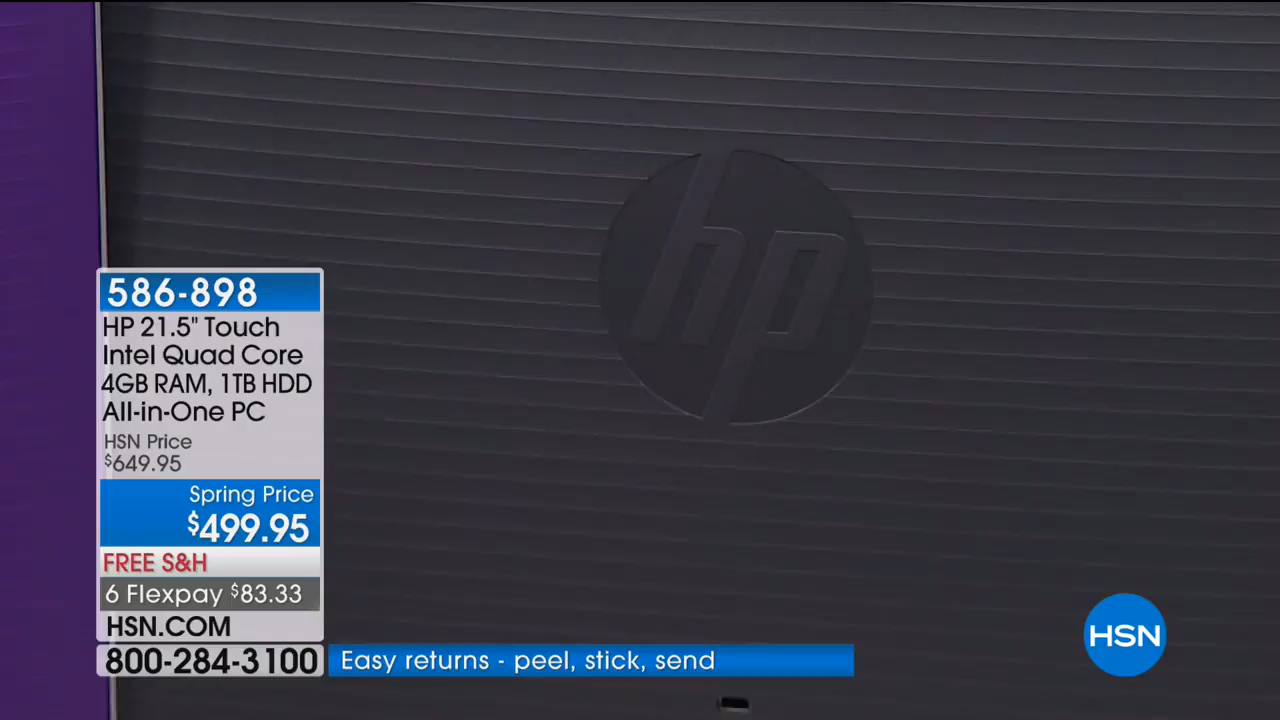 hp
586-898
HP 21.5" Touch
Intel Quad Core
4GB RAM, 1TB HDD
All-in-One PC
HSN Price
$649.95
Spring Price
$499.95
FREE S&H
6 Flexpay $83.33
HSN.COM
800-284-3100
Easy returns - peel, stick, send
HSN